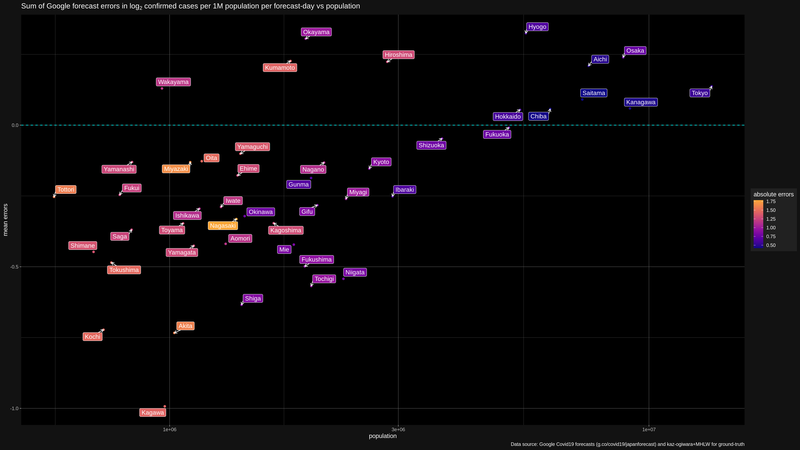 Sum of Google forecast errors in log₂ confirmed cases per 1M population per forecast-day vs population
Hyogo
Okayama
Osaka
Hiroshima
Aichi
Kumamoto
Wakayama
Saitama
Tokyo
Kanagawa
Hokkaido
Chiba
0.0
Fukuoka
Shizuoka
Yamaguchi
Oita
Kyoto
Yamanashi
Miyazaki
Ehime
Nagano
Gunma
Tottori
Fukui
Miyagi
Ibaraki
Iwate
Ishikawa
Okinawa
Gifu
Nagasaki
Toyama
Kagoshima
Saga
Aomori
Shimane
Mie
Yamagata
Fukushima
-0.5
Tokushima
Niigata
Tochigi
Shiga
Akita
Kochi
-1.0
Kagawa
mean errors
1e+06
3e+06
1e+07
population
absolute errors
1.75
1.50
1.25
1.00
0.75
0.50
Data source: Google Covid19 forecasts (g.co/covid19/japanforecast) and kaz-ogiwara+MHLW for ground-truth